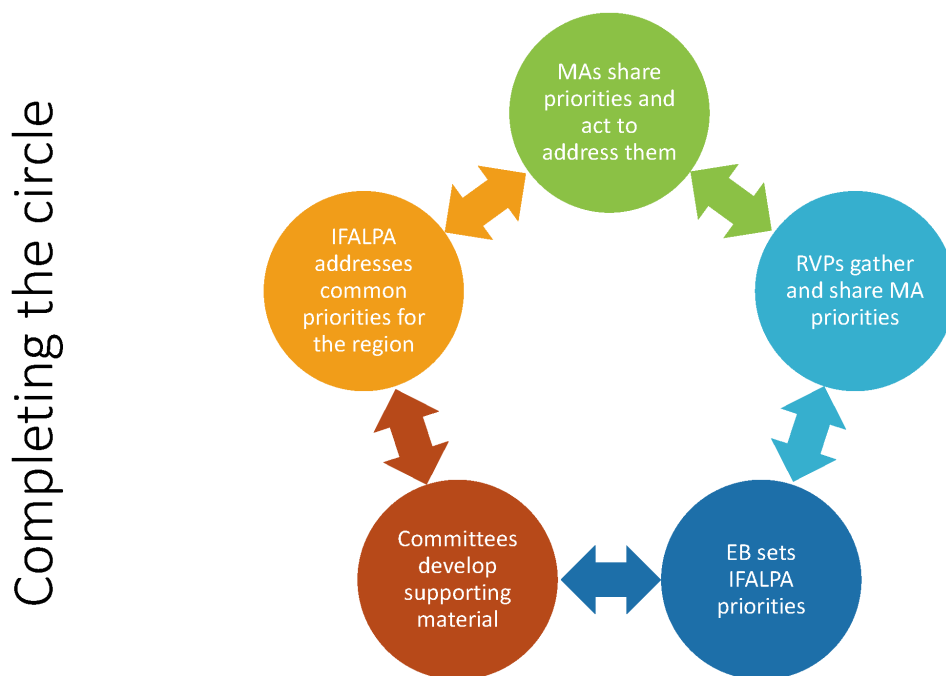 Completing the circle
MAs share
priorities and
act to
address them
RVPs gather
and share MA
priorities
EB sets
IFALPA
priorities
Committees
develop
supporting
material
IFALPA
addresses
common
priorities for
the region